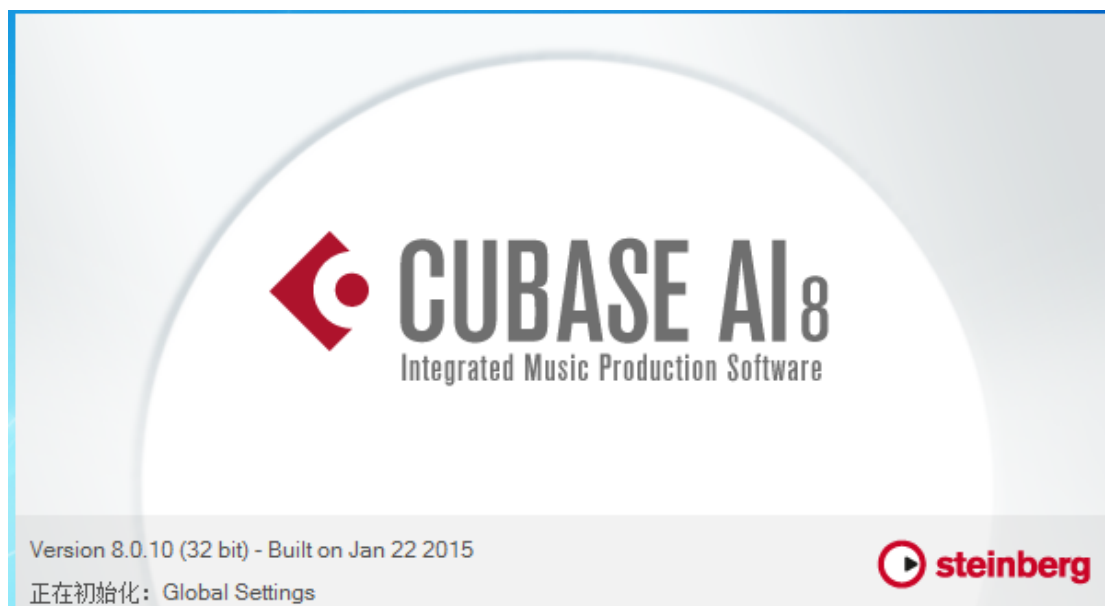 CUBASE AI 8
Integrated Music Production Software
Version 8.0.10 (32 bit) - Built on Jan 22 2015
steinberg
正在初始化：Global Settings